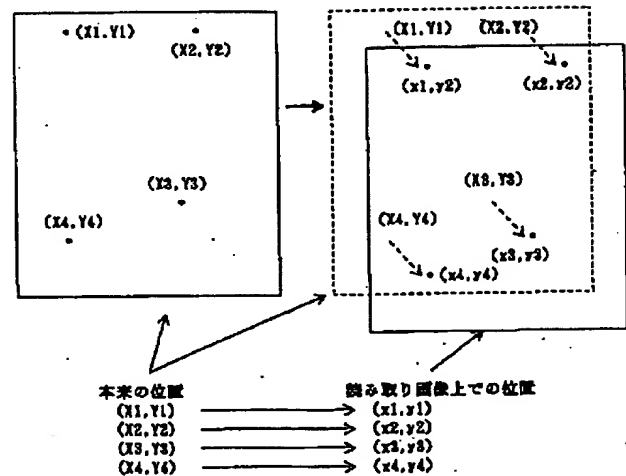 (X1,Y1)
(X2,Y2)
(X3,Y3)
(X4,Y4)
(X1,Y1)
(X2,Y2)
(x1,y2)
(x2,y2)
(X3,Y3)
(X4,Y4)
(x3,y3)
(x4,y4)
本来の位置
読み取り画像上での位置
(X1,Y1)
(x1,y1)
(X2,Y2)
(x2,y2)
(X3,Y3)
(x3,y3)
(X4,Y4)
(x4,y4)